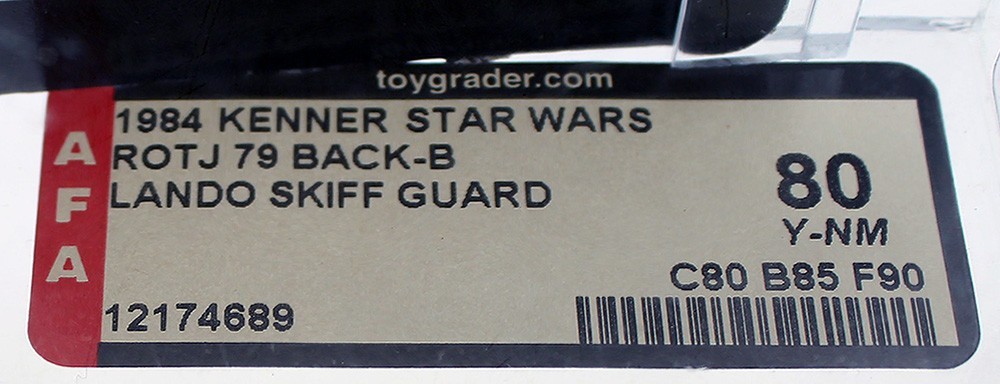 toygrader.com
AFA
1984 KENNER STAR WARS
ROTJ 79 BACK-B
LANDO SKIFF GUARD
80
Y-NM
C80 B85 F90
12174689